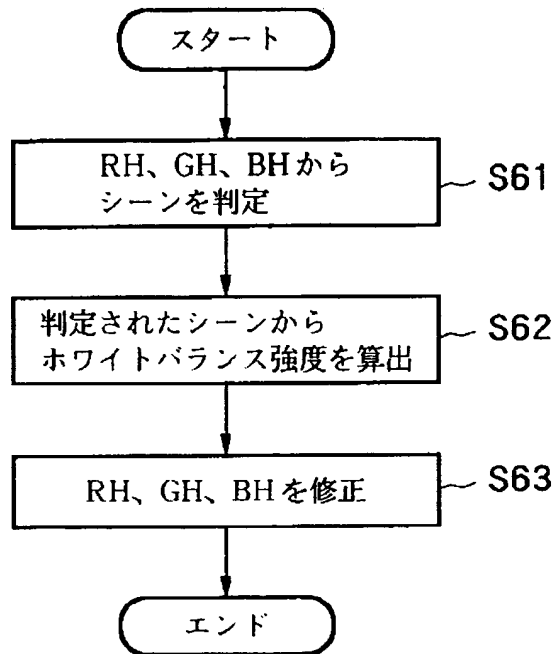 スタート
RH、GH、BHから
シーンを判定
S61
判定されたシーンから
ホワイトバランス強度を算出
S62
RH、GH、BHを修正
S63
エンド